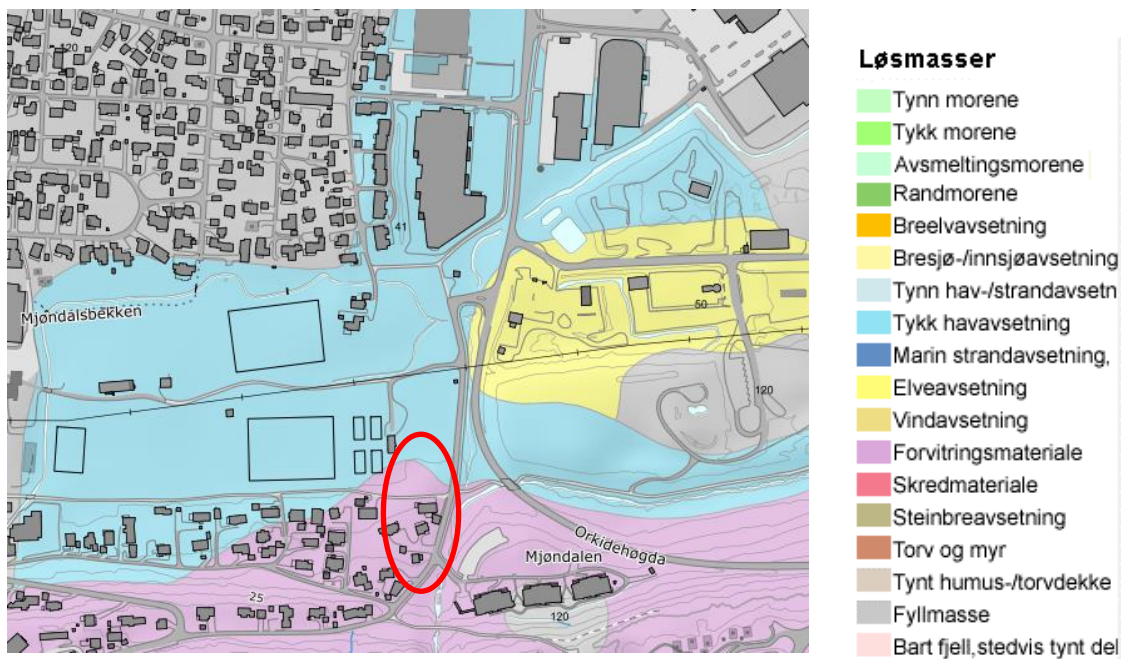 120
41
50
Mjøndalsbekken
120
Orkidehøgda
Mjøndalen
25
120
Løsmasser
Tynn morene
Tykk morene
Avsmeltingsmorene
Randmorene
Breelvavsetning
Bresjø-/innsjøavsetning
Tynn hav-/strandavsetn
Tykk havavsetning
Marin strandavsetning,
Elveavsetning
Vindavsetning
Forvitringsmateriale
Skredmateriale
Steinbreavsetning
Torv og myr
Tynt humus-/torvdekke
Fyllmasse
Bart fjell,stedvis tynt del